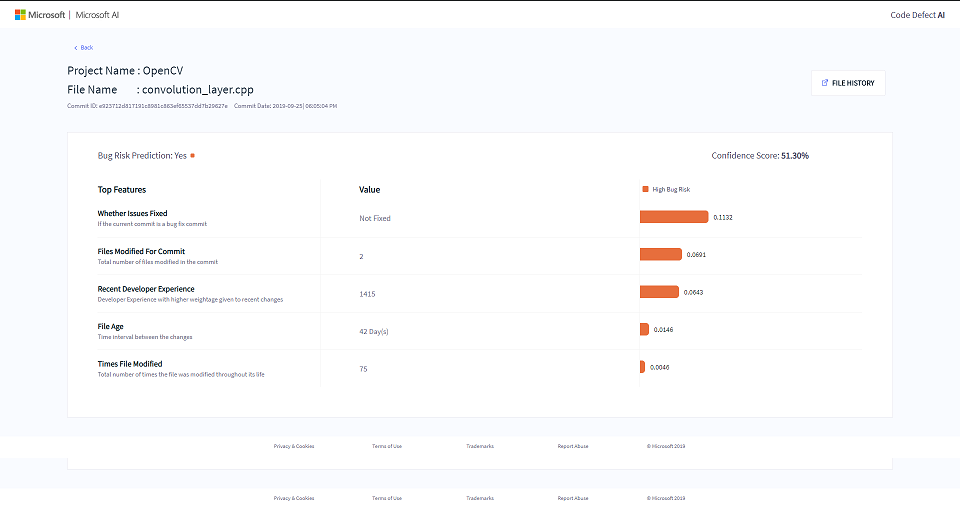 Microsoft | Microsoft AI
Code Defect AI
Back
Project Name : OpenCV
File Name : convolution_layer.cpp
FILE HISTORY
Commit ID: e923712d817191c8981c863ef65537dd7b29627e Commit Date: 2019-09-25| 06:05:04 PM
Bug Risk Prediction: Yes
Confidence Score: 51.30%
Top Features
Value
High Bug Risk
Whether Issues Fixed
If the current commit is a bug fix commit
Not Fixed
0.1132
Files Modified For Commit
Total number of files modified in the commit
2
0.0691
Recent Developer Experience
Developer Experience with higher weightage given to recent changes
1415
0.0643
File Age
Time interval between the changes
42 Day(s)
0.0146
Times File Modified
Total number of times the file was modified throughout its life
75
0.0046
Privacy & Cookies Terms of Use Trademarks Report Abuse © Microsoft 2019
Privacy & Cookies Terms of Use Trademarks Report Abuse © Microsoft 2019